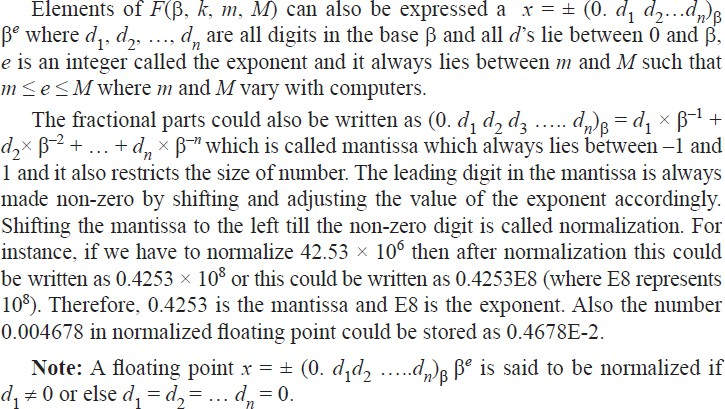 Elements of F(β, k, m, M) can also be expressed a x = ± (0. d₁ d₂…dₙ)β
βᵉ where d₁, d₂, …, dₙ are all digits in the base β and all d's lie between 0 and β,
e is an integer called the exponent and it always lies between m and M such that
m ≤ e ≤ M where m and M vary with computers.
The fractional parts could also be written as (0. d₁ d₂ d₃ ….. dₙ)β = d₁ × β⁻¹ +
d₂× β⁻² + … + dₙ × β⁻ⁿ which is called mantissa which always lies between –1 and
1 and it also restricts the size of number. The leading digit in the mantissa is always
made non-zero by shifting and adjusting the value of the exponent accordingly.
Shifting the mantissa to the left till the non-zero digit is called normalization. For
instance, if we have to normalize 42.53 × 10⁶ then after normalization this could
be written as 0.4253 × 10⁸ or this could be written as 0.4253E8 (where E8 represents
10⁸). Therefore, 0.4253 is the mantissa and E8 is the exponent. Also the number
0.004678 in normalized floating point could be stored as 0.4678E-2.
Note: A floating point x = ± (0. d₁d₂ …..dₙ)β βᵉ is said to be normalized if
d₁ ≠ 0 or else d₁ = d₂ = … dₙ = 0.